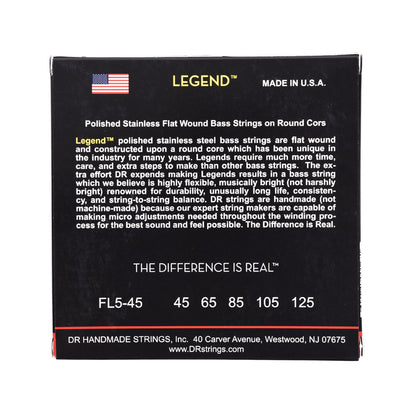 LEGEND™
MADE IN U.S.A.
Polished Stainless Flat Wound Bass Strings on Round Cors
Legend™ polished stainless steel bass strings are flat wound
and constructed upon a round core which has been unique in
the industry for many years. Legends require much more time,
care, and extra steps to make than other bass strings. The ex-
tra effort DR expends making Legends results in a bass string
which we believe is highly flexible, musically bright (not harshly
bright) renowned for durability, unusually long life, consisten-
cy, and string-to-string balance. DR strings are handmade (not
machine-made) because our expert string makers are capable of
making micro adjustments needed throughout the winding pro-
cess for the best sound and feel possible. The Difference is Real.
THE DIFFERENCE IS REAL™
FL5-45 45 65 85 105 125
DR HANDMADE STRINGS, Inc. 40 Carver Avenue, Westwood, NJ 07675
www.DRstrings.com